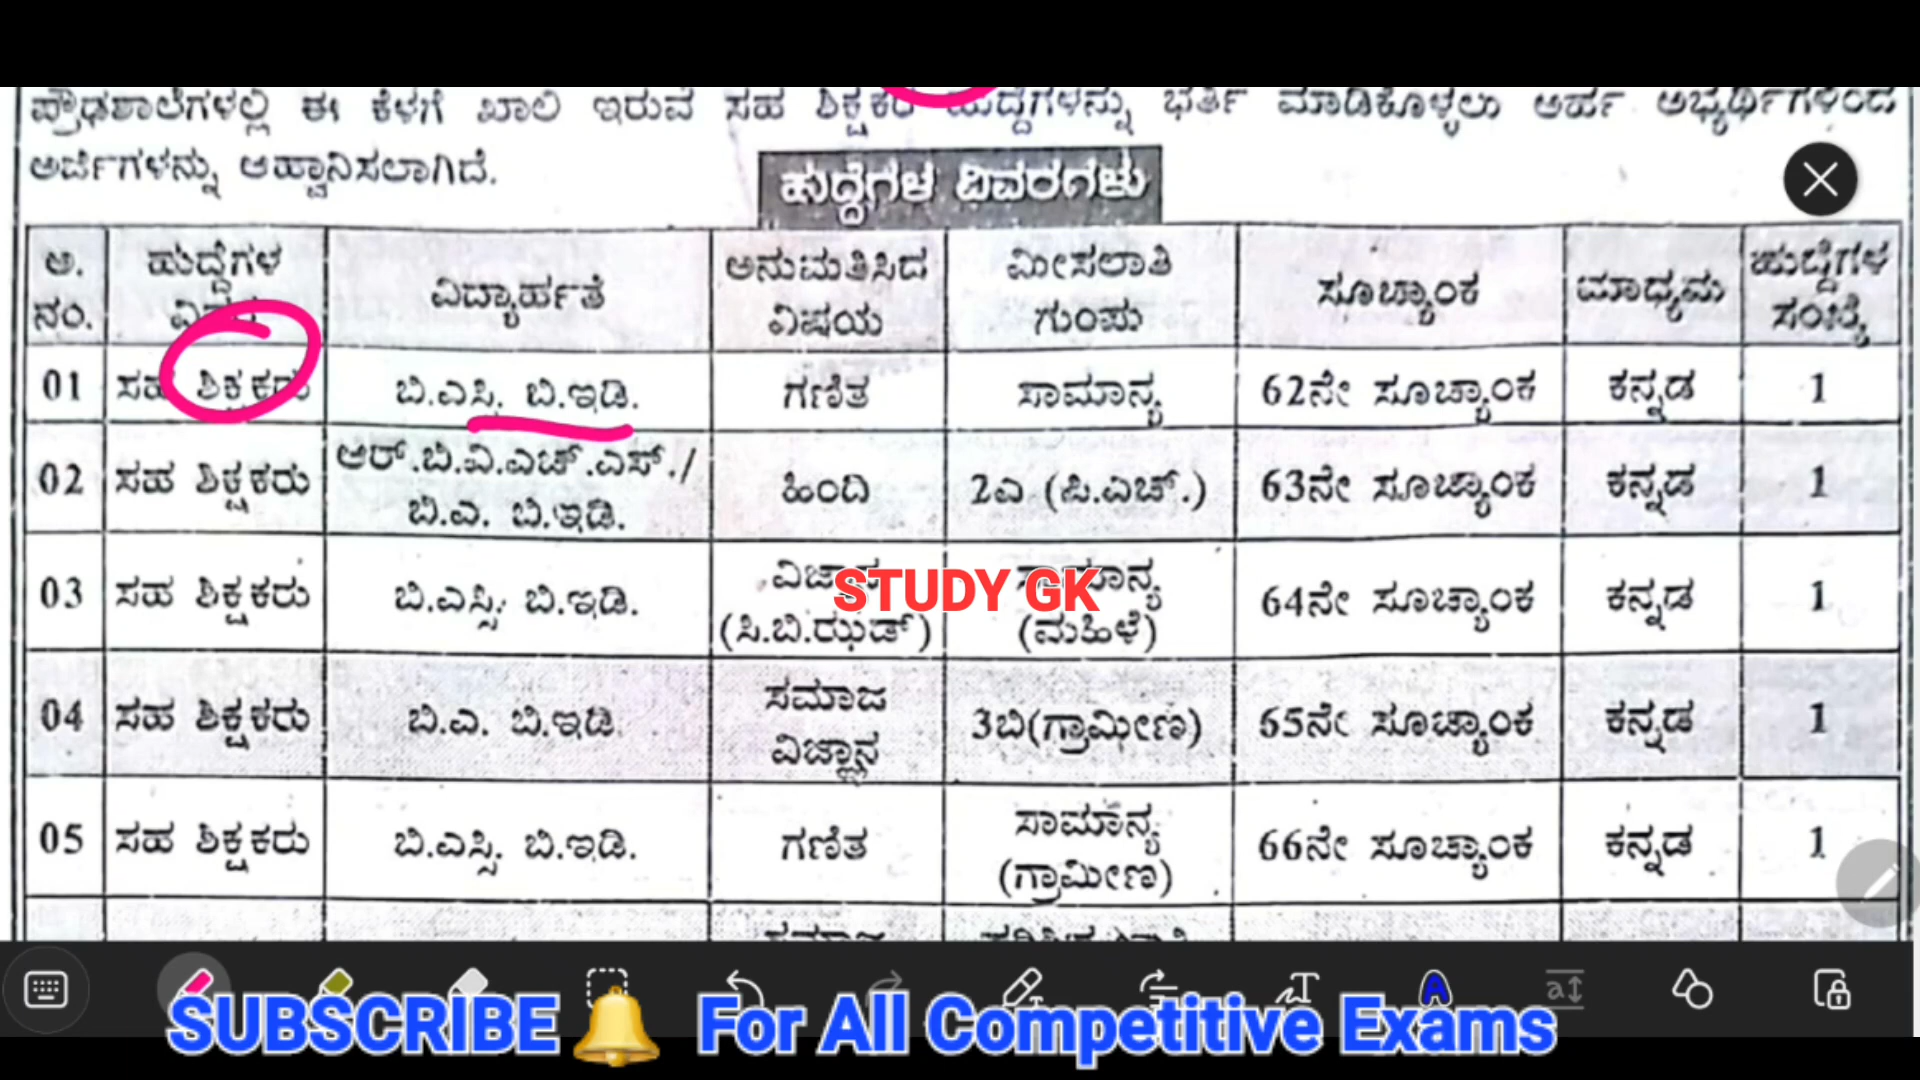 ಪ್ರೌಢಶಾಲೆಗಳಲ್ಲಿ ಈ ಕೆಳಗೆ ಖಾಲಿ ಇರುವ ಸಹ ಶಿಕ್ಷಕರ ಹುದ್ದೆಗಳನ್ನು ಭರ್ತಿ ಮಾಡಿಕೊಳ್ಳಲು ಅರ್ಹ ಅಭ್ಯರ್ಥಿಗಳಿಂದ
ಅರ್ಜಿಗಳನ್ನು ಆಹ್ವಾನಿಸಲಾಗಿದೆ.
ಹುದ್ದೆಗಳ ವಿವರಗಳು
ಅ. ನಂ. ಹುದ್ದೆಗಳ ವಿದ್ಯಾರ್ಹತೆ ಅನುಮತಿಸಿದ ವಿಷಯ ಮೀಸಲಾತಿ ಗುಂಪು ಸೂಚ್ಯಾಂಕ ಮಾಧ್ಯಮ ಹುದ್ದೆಗಳ ಸಂಖ್ಯೆ
01 ಸಹ ಶಿಕ್ಷಕರು ಬಿ.ಎಸ್ಸಿ. ಬಿ.ಇಡಿ. ಗಣಿತ ಸಾಮಾನ್ಯ 62ನೇ ಸೂಚ್ಯಾಂಕ ಕನ್ನಡ 1
02 ಸಹ ಶಿಕ್ಷಕರು ಆರ್.ಬಿ.ವಿ.ಎಚ್.ಎಸ್./ ಬಿ.ಎ. ಬಿ.ಇಡಿ. ಹಿಂದಿ 2ಎ (ಪಿ.ಎಚ್.) 63ನೇ ಸೂಚ್ಯಾಂಕ ಕನ್ನಡ 1
03 ಸಹ ಶಿಕ್ಷಕರು ಬಿ.ಎಸ್ಸಿ. ಬಿ.ಇಡಿ. (ಸಿ.ಬಿ.ಝಡ್) (ಮಹಿಳೆ) 64ನೇ ಸೂಚ್ಯಾಂಕ ಕನ್ನಡ 1
STUDY GK
04 ಸಹ ಶಿಕ್ಷಕರು ಬಿ.ಎ. ಬಿ.ಇಡಿ. ಸಮಾಜ ವಿಜ್ಞಾನ 3ಬಿ(ಗ್ರಾಮೀಣ) 65ನೇ ಸೂಚ್ಯಾಂಕ ಕನ್ನಡ 1
05 ಸಹ ಶಿಕ್ಷಕರು ಬಿ.ಎಸ್ಸಿ. ಬಿ.ಇಡಿ. ಗಣಿತ ಸಾಮಾನ್ಯ (ಗ್ರಾಮೀಣ) 66ನೇ ಸೂಚ್ಯಾಂಕ ಕನ್ನಡ 1
SUBSCRIBE For All Competitive Exams